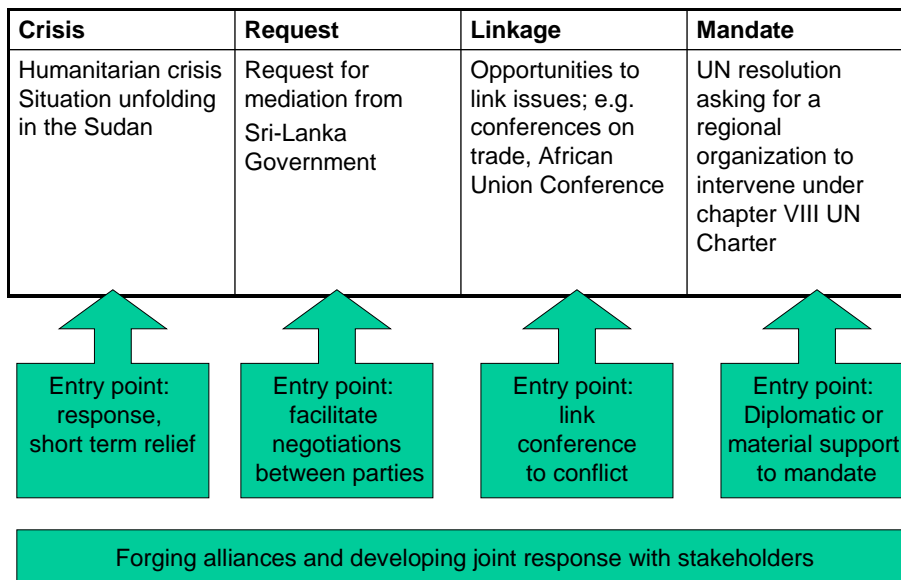 Crisis
Humanitarian crisis
Situation unfolding
in the Sudan
Request
Request for
mediation from
Sri-Lanka
Government
Linkage
Opportunities to
link issues; e.g.
conferences on
trade, African
Union Conference
Mandate
UN resolution
asking for a
regional
organization to
intervene under
chapter VIII UN
Charter
Entry point:
response,
short term relief
Entry point:
facilitate
negotiations
between parties
Entry point:
link
conference
to conflict
Entry point:
Diplomatic or
material support
to mandate
Forging alliances and developing joint response with stakeholders